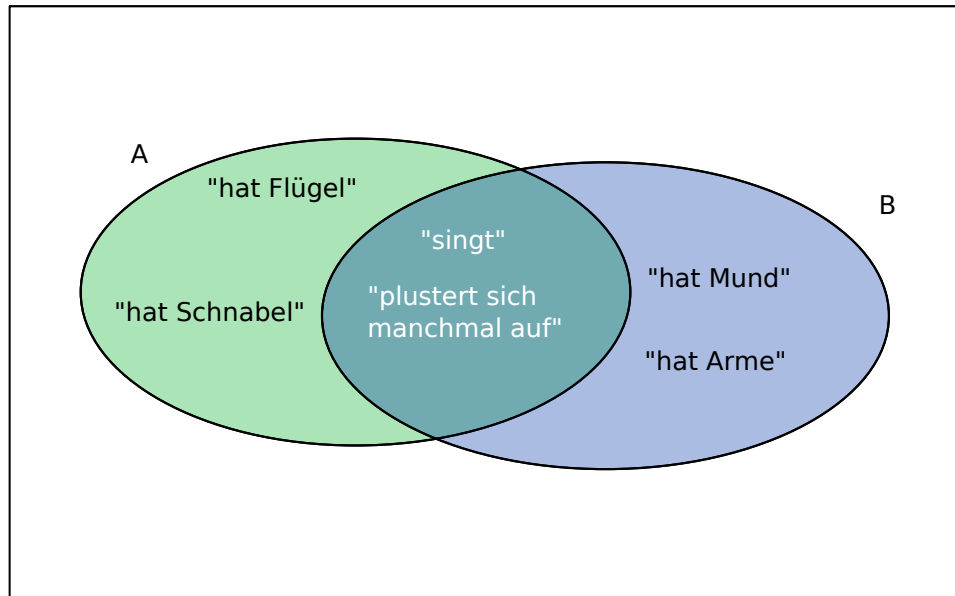 A
"hat Flügel"
B
"singt"
"hat Mund"
"plustert sich
manchmal auf"
"hat Schnabel"
"hat Arme"